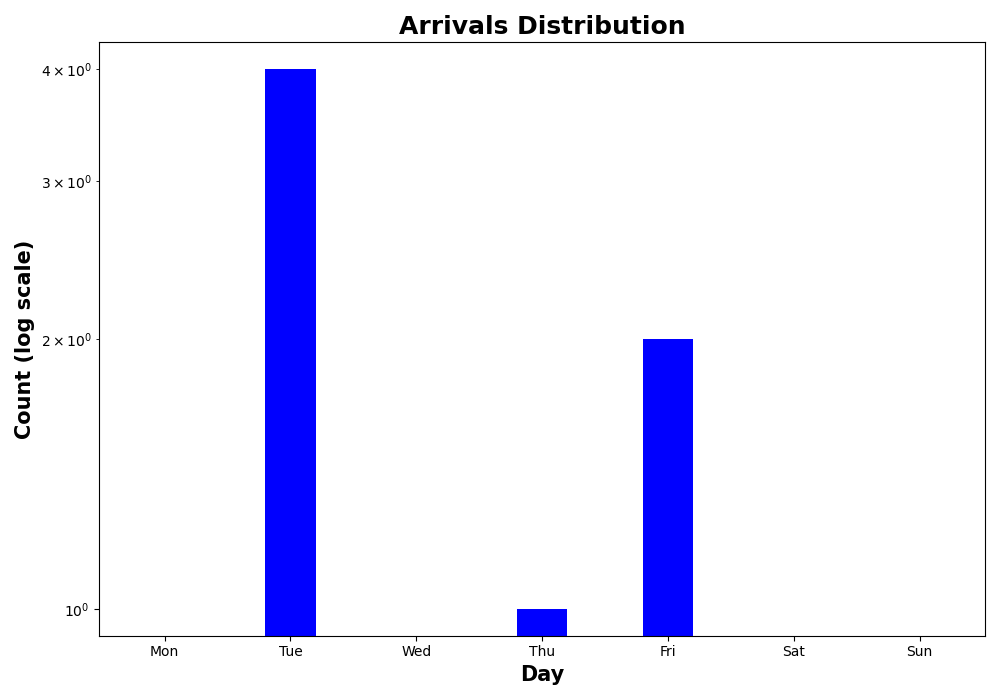 Arrivals Distribution
4 × 10⁰
3 × 10⁰
2 × 10⁰
10⁰
Count (log scale)
Mon Tue Wed Thu Fri Sat Sun
Day